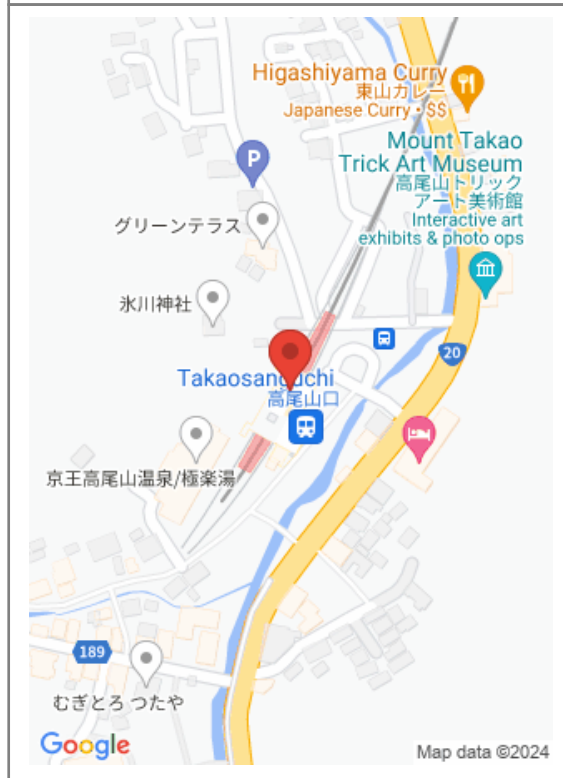 Higashiyama Curry
東山カレー
Japanese Curry・$$
Mount Takao
Trick Art Museum
高尾山トリック
アート美術館
Interactive art
exhibits & photo ops
P
グリーンテラス
氷川神社
20
Takaosanguchi
高尾山口
京王高尾山温泉/極楽湯
189
むぎとろ つたや
Google
Map data ©2024